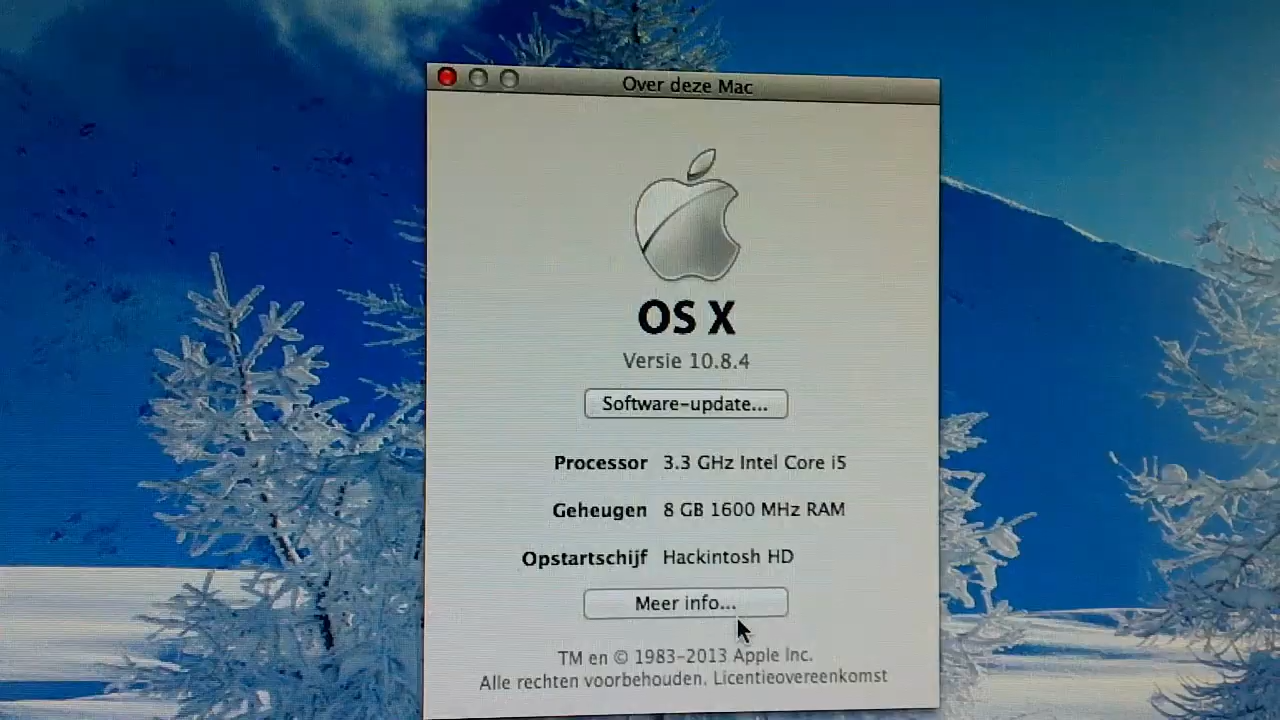 Over deze Mac
OS X
Versie 10.8.4
Software-update...
Processor 3.3 GHz Intel Core i5
Geheugen 8 GB 1600 MHz RAM
Opstartschijf Hackintosh HD
Meer info...
TM en © 1983-2013 Apple Inc.
Alle rechten voorbehouden. Licentieovereenkomst